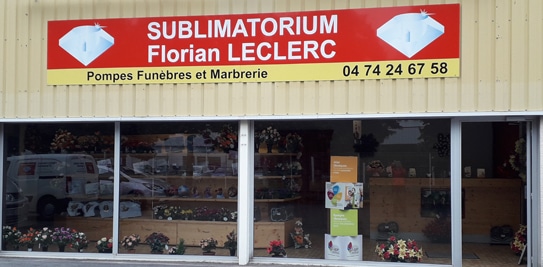 SUBLIMATORIUM
Florian LECLERC
Pompes Funèbres et Marbrerie
04 74 24 67 58